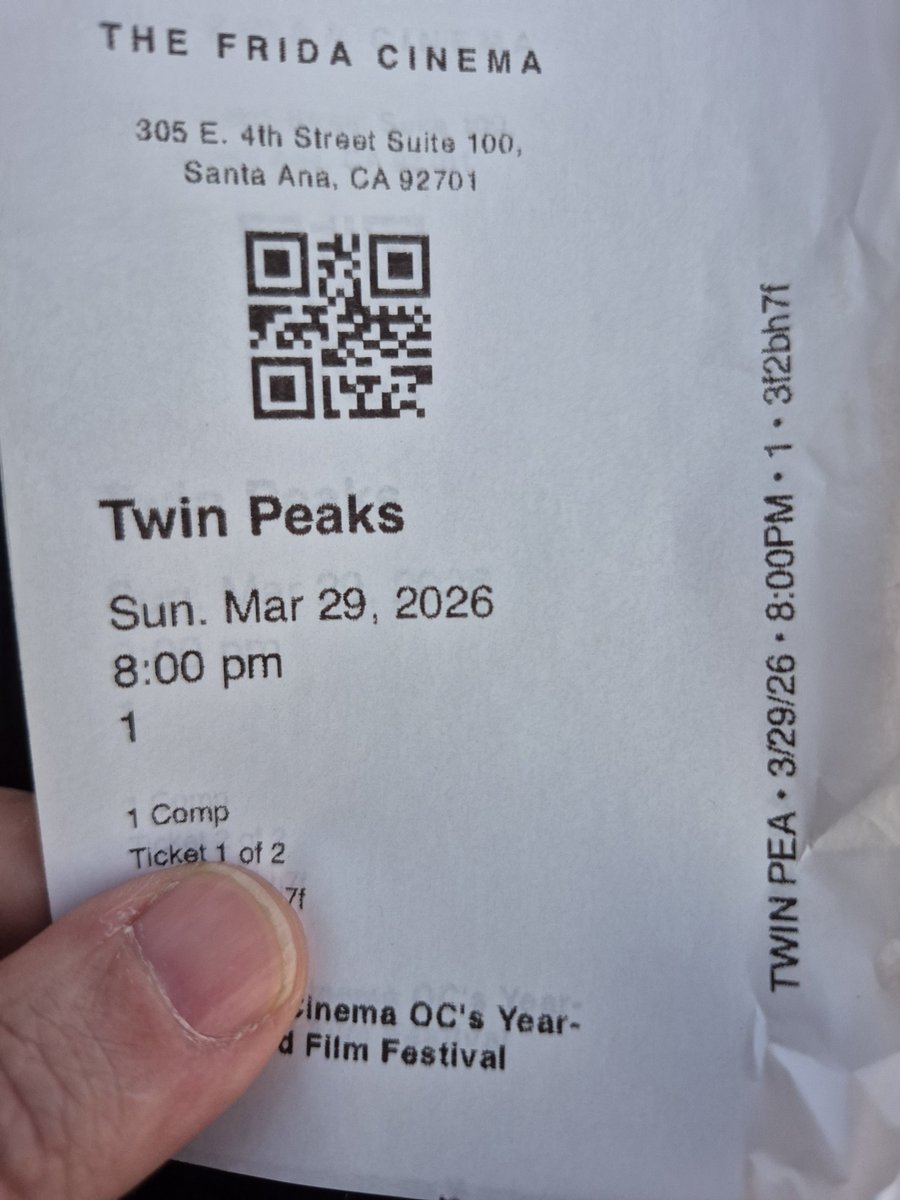 THE FRIDA CINEMA
305 E. 4th Street Suite 100,
Santa Ana, CA 92701
Twin Peaks
Sun. Mar 29, 2026
8:00 pm
1
1 Comp
Ticket 1 of 2
7f
Cinema OC's Year-
d Film Festival
TWIN PEA • 3/29/26 • 8:00PM • 1 • 3f2bh7f